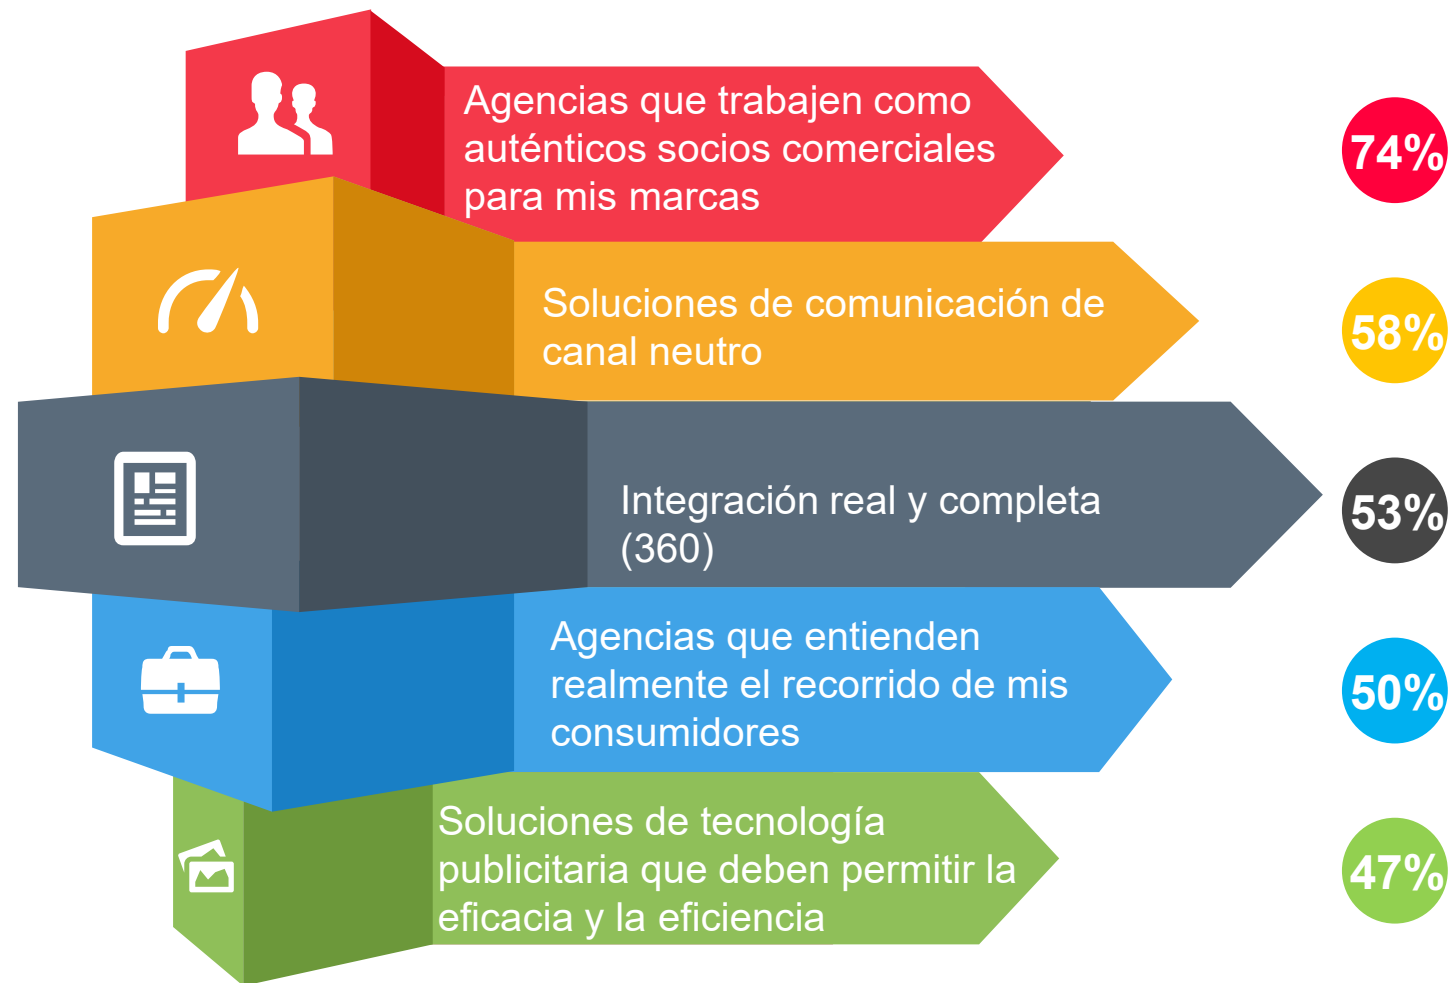 Agencias que trabajen como
auténticos socios comerciales
para mis marcas
74%
Soluciones de comunicación de
canal neutro
58%
Integración real y completa
(360)
53%
Agencias que entienden
realmente el recorrido de mis
consumidores
50%
Soluciones de tecnología
publicitaria que deben permitir la
eficacia y la eficiencia
47%